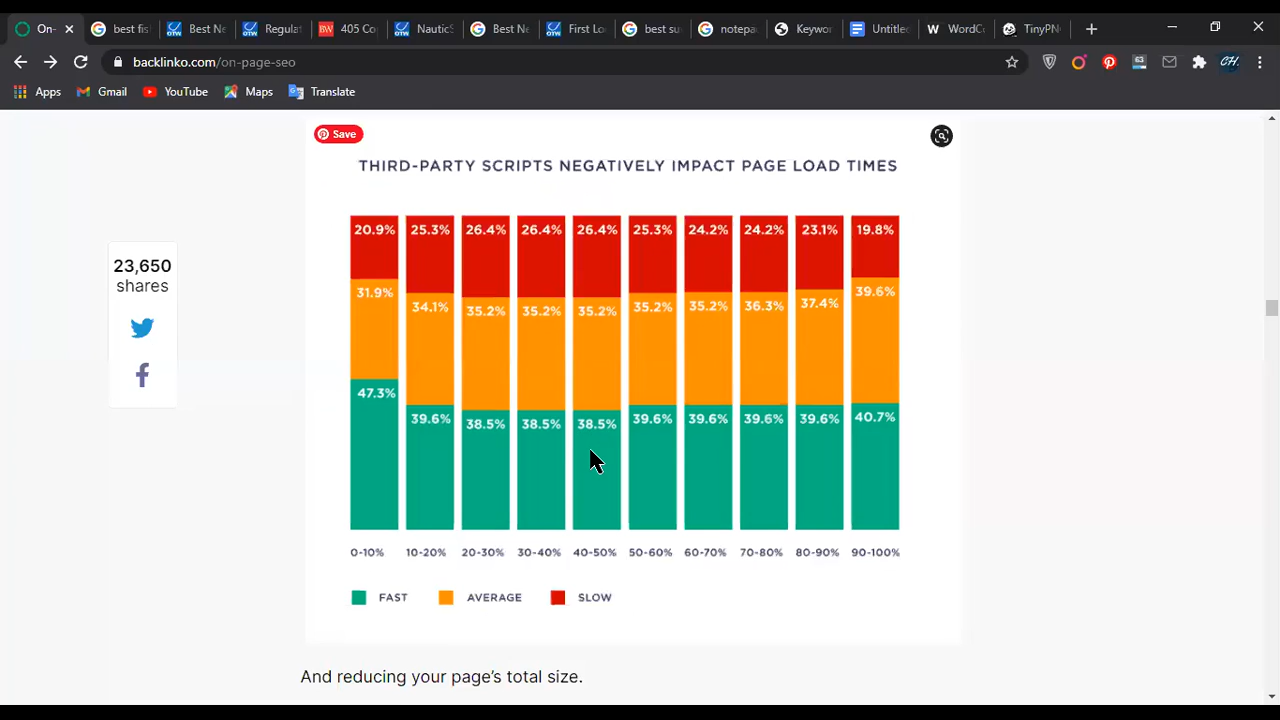 On- best fis Best Ne Regulat BW 405 Co NauticS Best Ne First Lo best su notepa Keywor Untitled W WordCo TinyPN
backlinko.com/on-page-seo 63 CH.
Apps Gmail YouTube Maps Translate
Save
THIRD-PARTY SCRIPTS NEGATIVELY IMPACT PAGE LOAD TIMES
20.9% 25.3% 26.4% 26.4% 26.4% 25.3% 24.2% 24.2% 23.1% 19.8%
23,650
shares
31.9% 34.1% 35.2% 35.2% 35.2% 35.2% 35.2% 36.3% 37.4% 39.6%
47.3% 39.6% 38.5% 38.5% 38.5% 39.6% 39.6% 39.6% 39.6% 40.7%
0-10% 10-20% 20-30% 30-40% 40-50% 50-60% 60-70% 70-80% 80-90% 90-100%
FAST AVERAGE SLOW
And reducing your page’s total size.